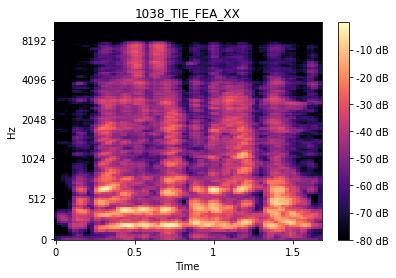 1038_TIE_FEA_XX
8192
4096
2048
1024
512
0
Hz
0
0.5
1
1.5
Time
-10 dB
-20 dB
-30 dB
-40 dB
-50 dB
-60 dB
-70 dB
-80 dB